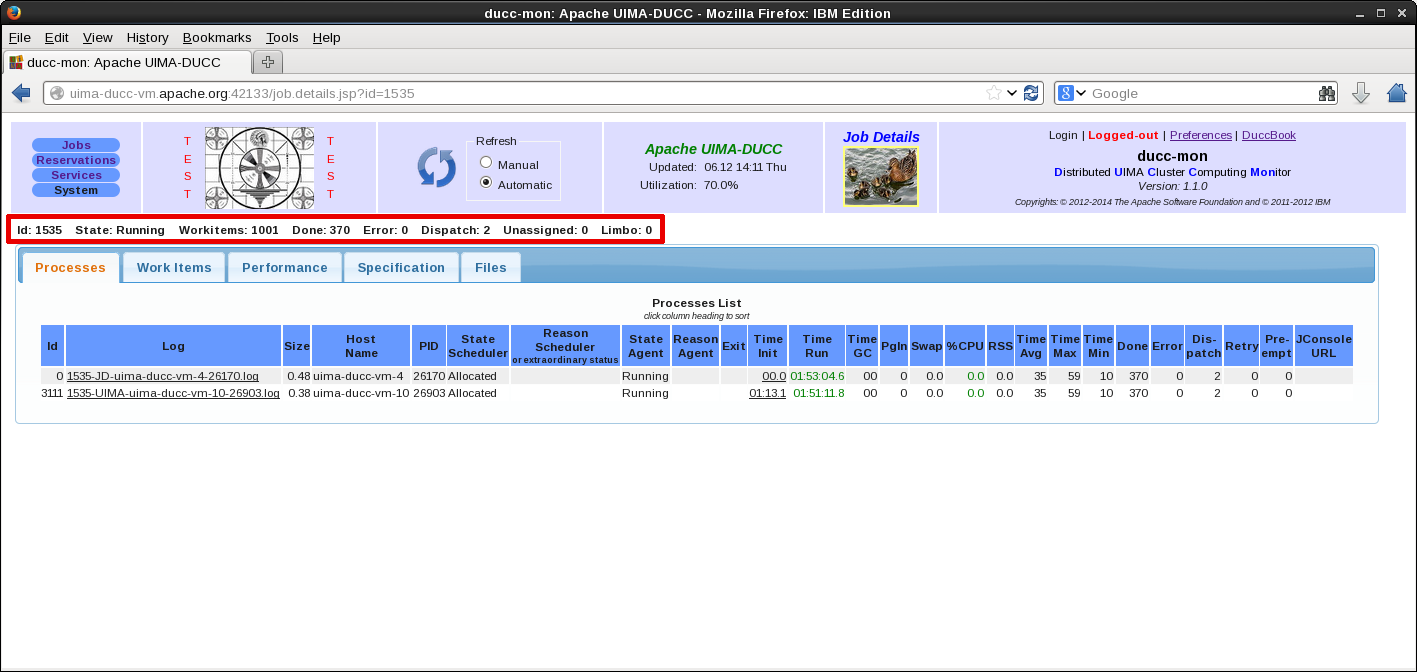 ducc-mon: Apache UIMA-DUCC - Mozilla Firefox: IBM Edition
File Edit View History Bookmarks Tools Help
ducc-mon: Apache UIMA-DUCC
uima-ducc-vm.apache.org:42133/job.details.jsp?id=1535
8 Google
Jobs
Reservations
Services
System
T
E
S
T
T
E
S
T
Refresh
Manual
Automatic
Apache UIMA-DUCC
Updated: 06.12 14:11 Thu
Utilization: 70.0%
Job Details
Login | Logged-out | Preferences | DuccBook
ducc-mon
Distributed UIMA Cluster Computing Monitor
Version: 1.1.0
Copyrights: © 2012-2014 The Apache Software Foundation and © 2011-2012 IBM
Id: 1535 State: Running Workitems: 1001 Done: 370 Error: 0 Dispatch: 2 Unassigned: 0 Limbo: 0
Processes Work Items Performance Specification Files
Processes List
click column heading to sort
Id Log Size Host Name PID State Scheduler Reason Scheduler or extraordinary status State Agent Reason Agent Exit Time Init Time Run Time GC PgIn Swap %CPU RSS Time Avg Time Max Time Min Done Error Dis-patch Retry Pre-empt JConsole URL
0 1535-JD-uima-ducc-vm-4-26170.log 0.48 uima-ducc-vm-4 26170 Allocated Running 00.0 01:53:04.6 00 0 0.0 0.0 0.0 35 59 10 370 0 2 0 0
3111 1535-UIMA-uima-ducc-vm-10-26903.log 0.38 uima-ducc-vm-10 26903 Allocated Running 01:13.1 01:51:11.8 00 0 0.0 0.0 0.0 35 59 10 370 0 2 0 0